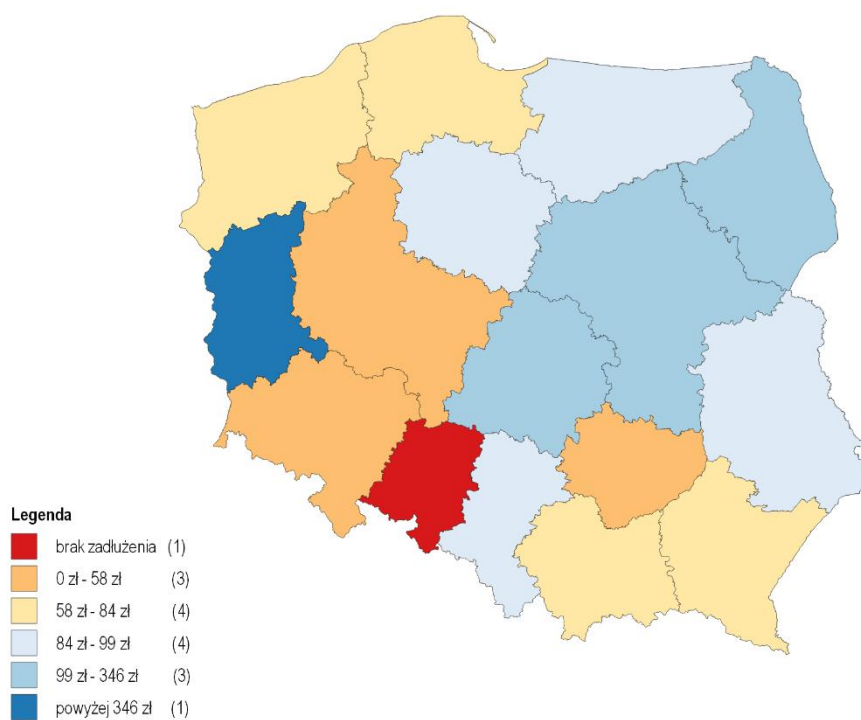 Legenda
brak zadłużenia (1)
0 zł - 58 zł (3)
58 zł - 84 zł (4)
84 zł - 99 zł (4)
99 zł - 346 zł (3)
powyżej 346 zł (1)